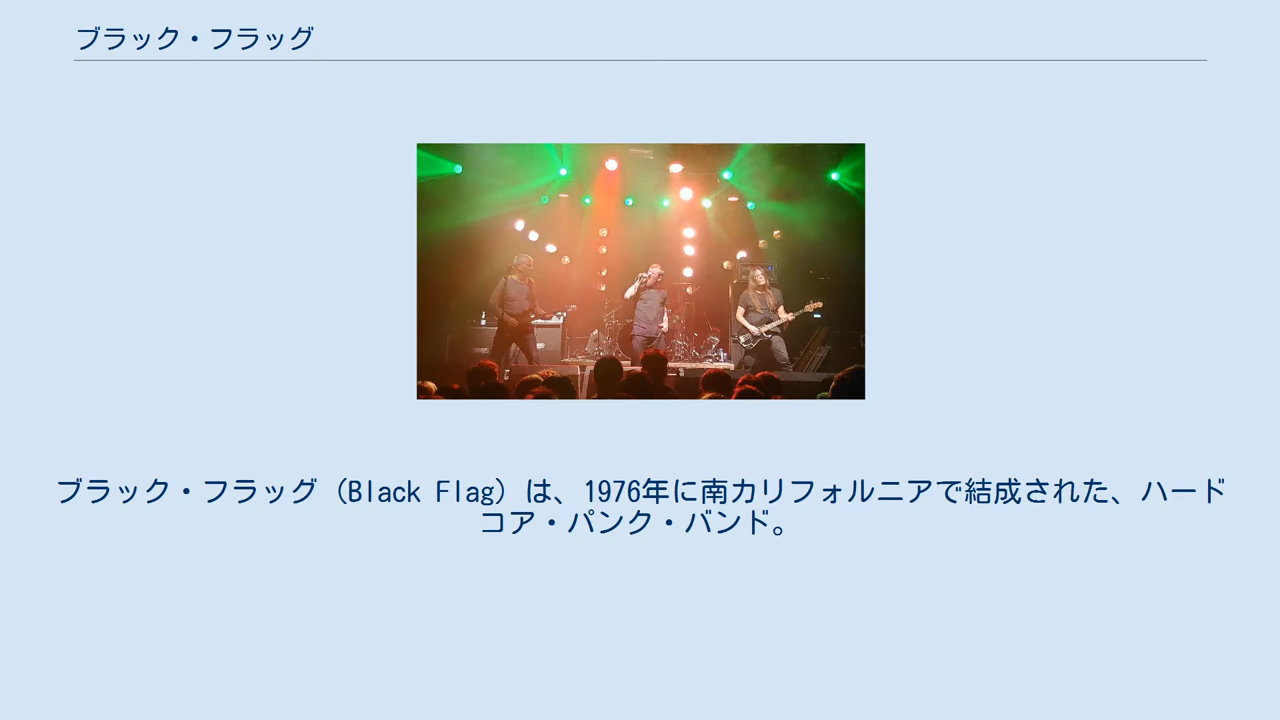 ブラック・フラッグ
ブラック・フラッグ（Black Flag）は、1976年に南カリフォルニアで結成された、ハード
コア・パンク・バンド。